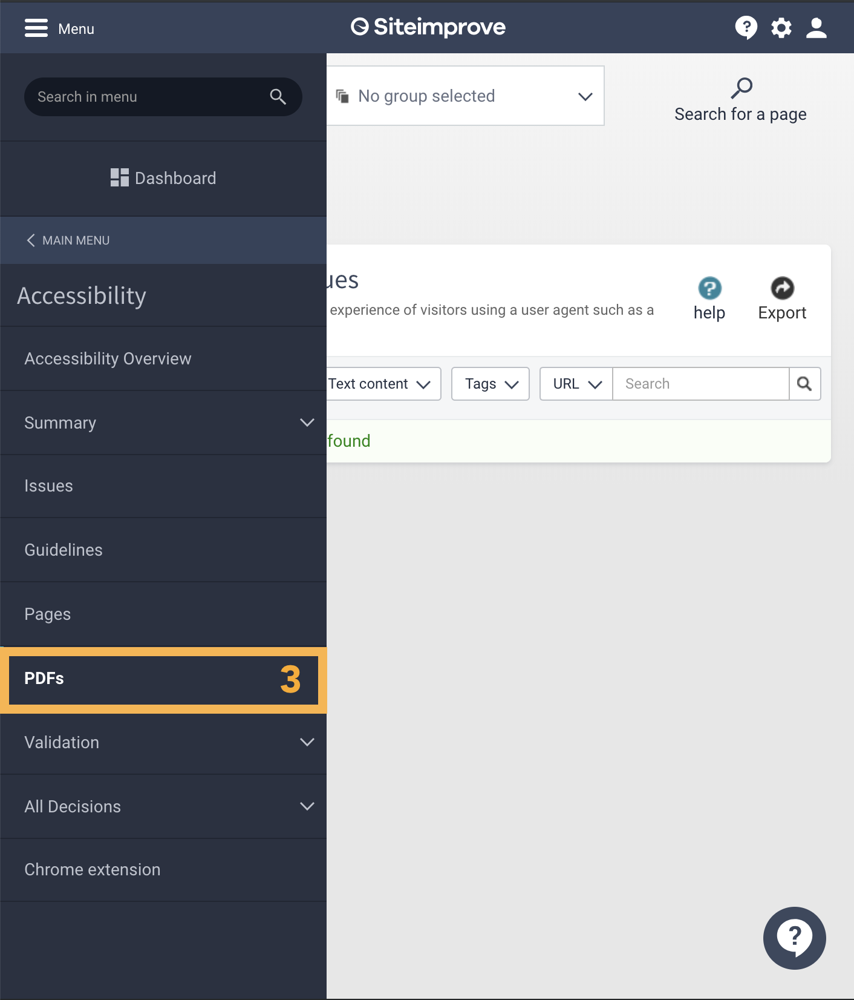 Menu
Siteimprove
Search in menu
Dashboard
MAIN MENU
Accessibility
Accessibility Overview
Summary
Issues
Guidelines
Pages
PDFs 3
Validation
All Decisions
Chrome extension
No group selected
Search for a page
ues
experience of visitors using a user agent such as a
help
Export
Text content
Tags
URL
Search
found